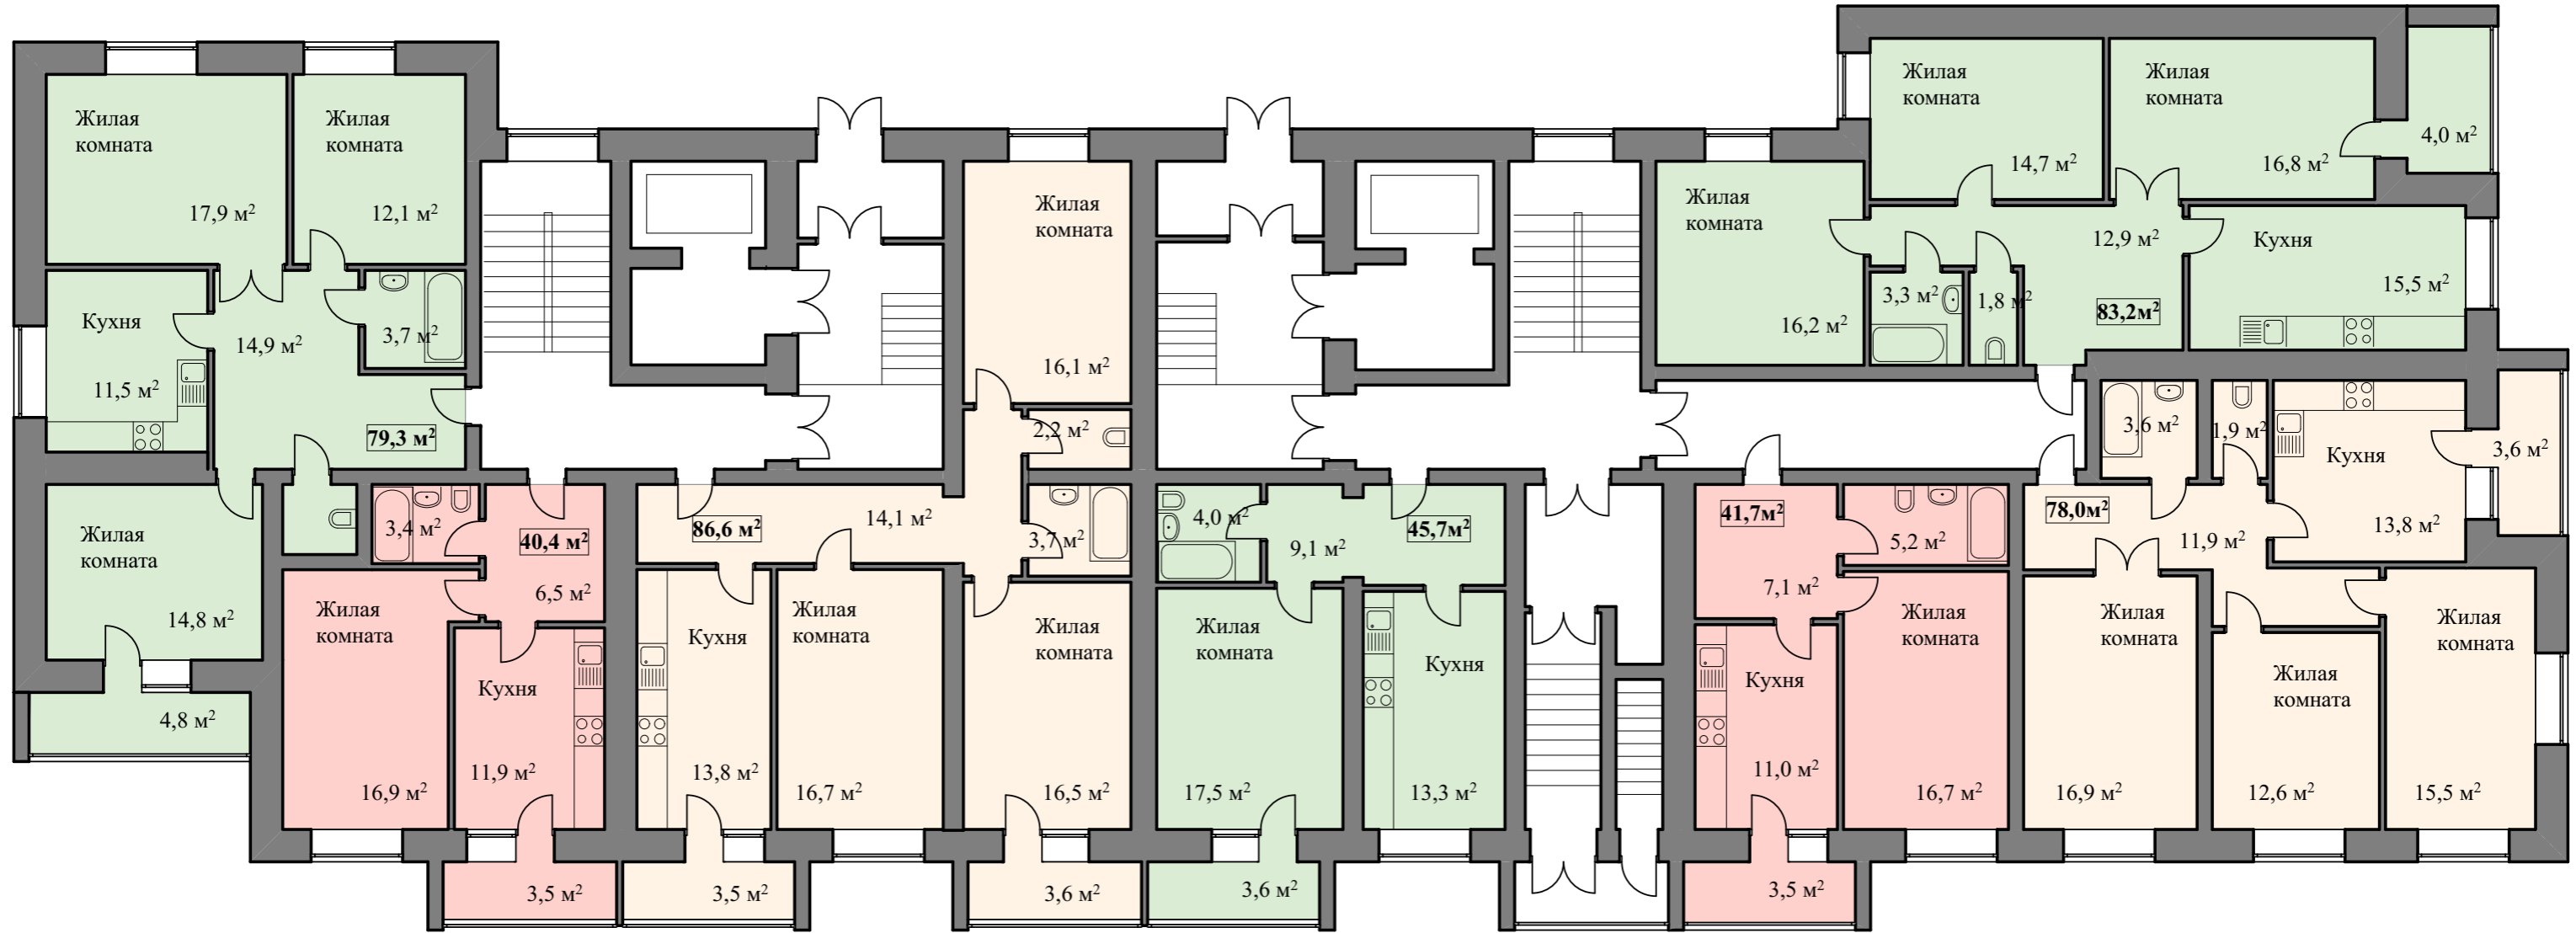 Жилая
комната
17,9 м²
Жилая
комната
12,1 м²
Кухня
11,5 м²
14,9 м²
3,7 м²
79,3 м²
Жилая
комната
14,8 м²
4,8 м²
3,4 м²
40,4 м²
6,5 м²
Жилая
комната
16,9 м²
Кухня
11,9 м²
3,5 м²
Жилая
комната
16,1 м²
2,2 м²
86,6 м²
14,1 м²
3,7 м²
Кухня
13,8 м²
3,5 м²
Жилая
комната
16,7 м²
Жилая
комната
16,5 м²
3,6 м²
4,0 м²
9,1 м²
45,7м²
Жилая
комната
17,5 м²
3,6 м²
Кухня
13,3 м²
Жилая
комната
16,2 м²
Жилая
комната
14,7 м²
Жилая
комната
16,8 м²
4,0 м²
12,9 м²
Кухня
15,5 м²
3,3 м²
1,8 м²
83,2м²
41,7м²
7,1 м²
5,2 м²
Кухня
11,0 м²
3,5 м²
Жилая
комната
16,7 м²
3,6 м²
1,9 м²
Кухня
13,8 м²
3,6 м²
78,0м²
11,9 м²
Жилая
комната
16,9 м²
Жилая
комната
12,6 м²
Жилая
комната
15,5 м²